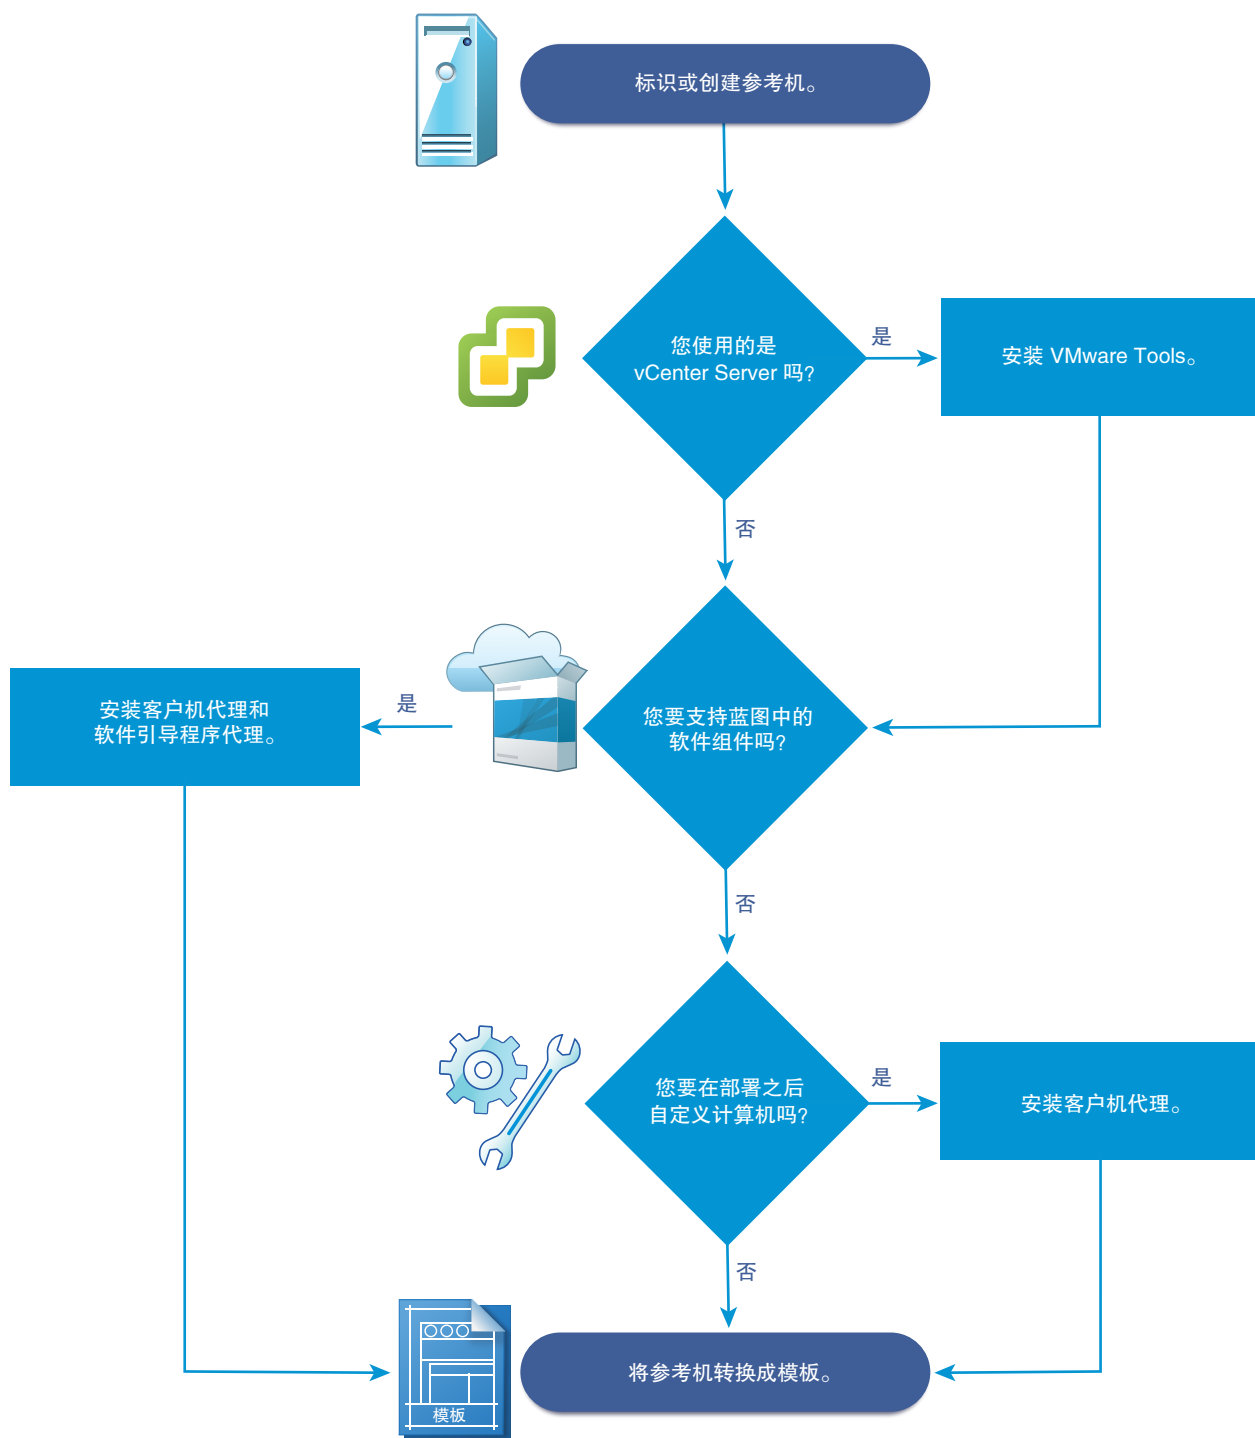 标识或创建参考机。
您使用的是
vCenter Server 吗?
是
安装 VMware Tools。
否
安装客户机代理和
软件引导程序代理。
是
您要支持蓝图中的
软件组件吗?
否
您要在部署之后
自定义计算机吗?
是
安装客户机代理。
否
模板
将参考机转换成模板。